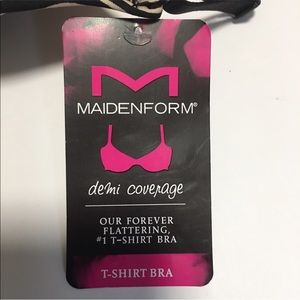 M
MAIDENFORM®
demi coverage
OUR FOREVER
FLATTERING,
#1 T-SHIRT BRA
T-SHIRT BRA